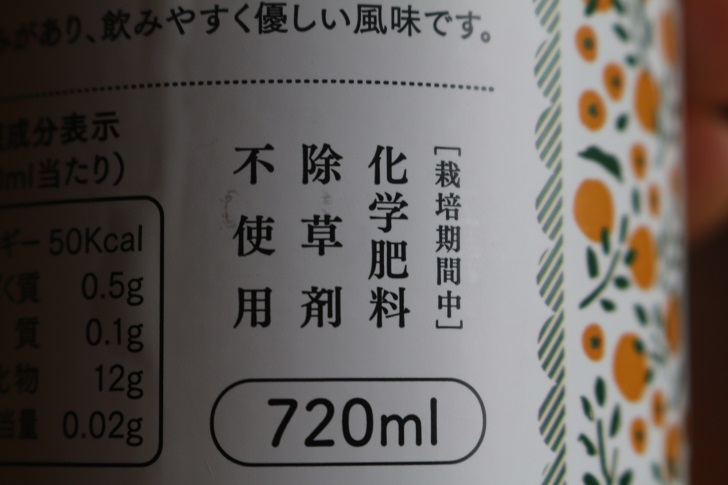 があり、飲みやすく優しい風味です。
成分表示
ml当たり)
ギー 50Kcal
く質 0.5g
質 0.1g
化物 12g
当量 0.02g
[栽培期間中]
化学肥料
除草剤
不使用
720ml